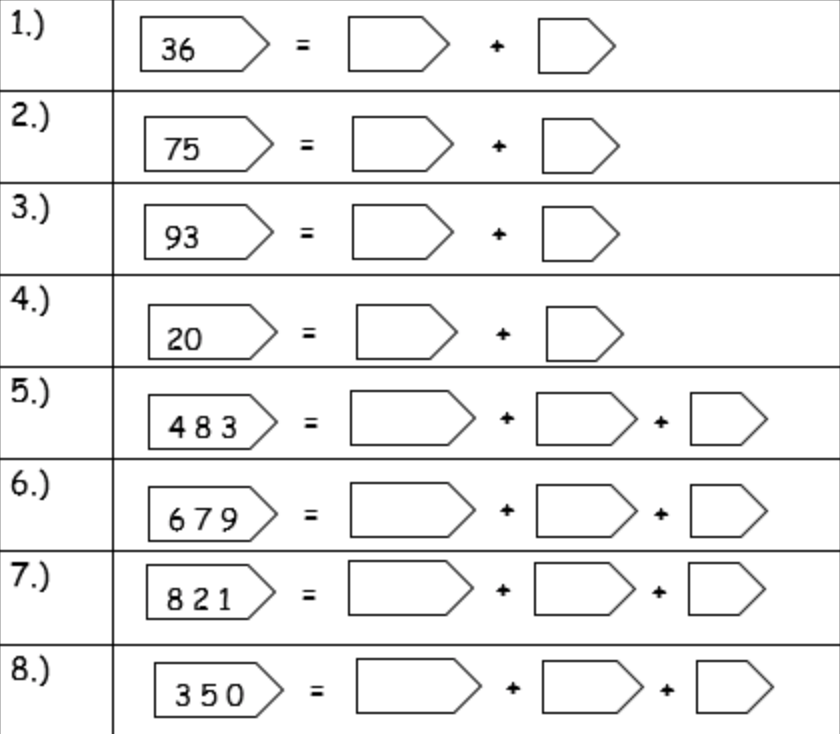 1.) 36 = +
2.) 75 = +
3.) 93 = +
4.) 20 = +
5.) 4 8 3 = + +
6.) 6 7 9 = + +
7.) 8 2 1 = + +
8.) 3 5 0 = + +